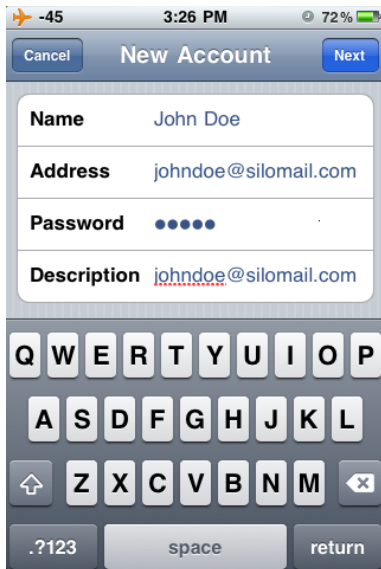 -45 3:26 PM 72%
Cancel New Account Next
Name John Doe
Address johndoe@silomail.com
Password ●●●●●
Description johndoe@silomail.com
Q W E R T Y U I O P
A S D F G H J K L
Z X C V B N M
.?123 space return